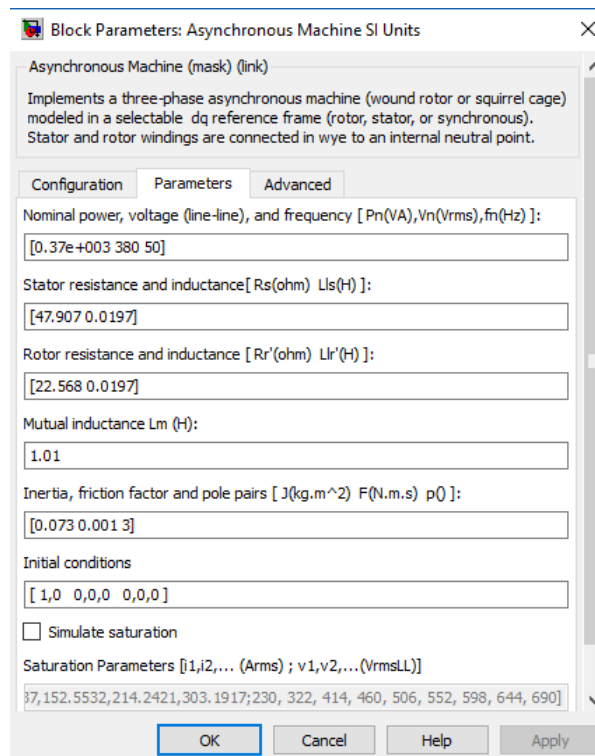 Block Parameters: Asynchronous Machine SI Units
Asynchronous Machine (mask) (link)
Implements a three-phase asynchronous machine (wound rotor or squirrel cage)
modeled in a selectable dq reference frame (rotor, stator, or synchronous).
Stator and rotor windings are connected in wye to an internal neutral point.
Configuration Parameters Advanced
Nominal power, voltage (line-line), and frequency [ Pn(VA),Vn(Vrms),fn(Hz) ]:
[0.37e+003 380 50]
Stator resistance and inductance[ Rs(ohm) Lls(H) ]:
[47.907 0.0197]
Rotor resistance and inductance [ Rr'(ohm) Llr'(H) ]:
[22.568 0.0197]
Mutual inductance Lm (H):
1.01
Inertia, friction factor and pole pairs [ J(kg.m^2) F(N.m.s) p() ]:
[0.073 0.001 3]
Initial conditions
[ 1,0 0,0,0 0,0,0 ]
Simulate saturation
Saturation Parameters [i1,i2,... (Arms) ; v1,v2,...(VrmsLL)]
37,152.5532,214.2421,303.1917;230, 322, 414, 460, 506, 552, 598, 644, 690]
OK Cancel Help Apply